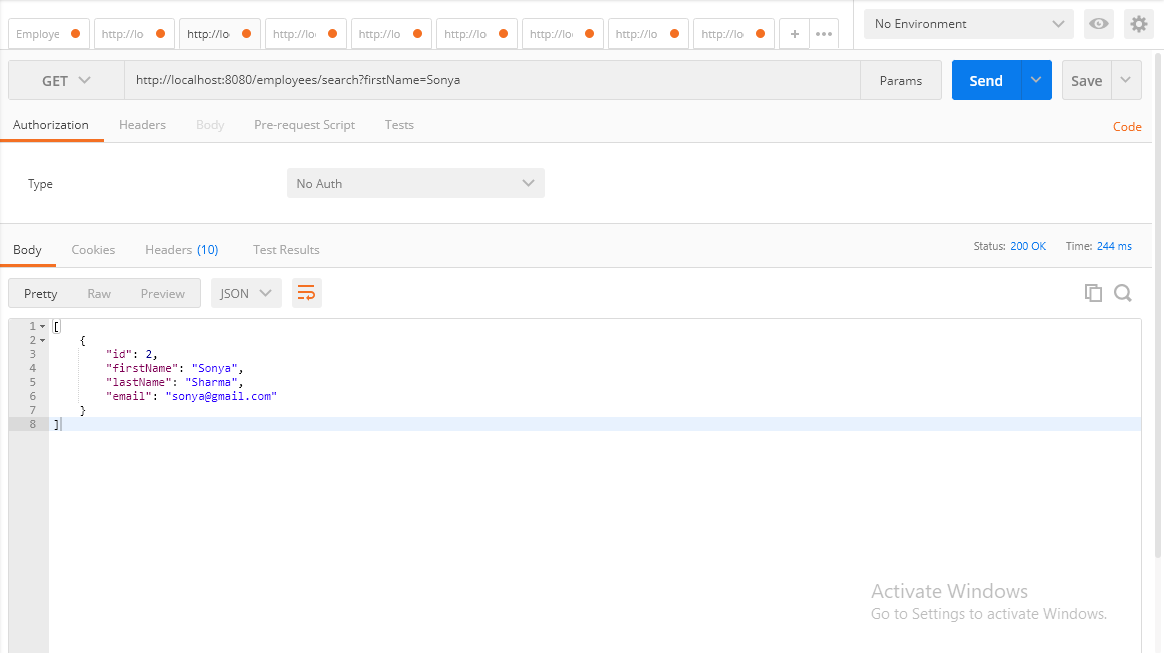 Employe http://lo http://lo http://lo http://lo http://lo http://lo http://lo http://lo + •••
No Environment
GET http://localhost:8080/employees/search?firstName=Sonya Params Send Save
Authorization Headers Body Pre-request Script Tests Code
Type No Auth
Body Cookies Headers (10) Test Results Status: 200 OK Time: 244 ms
Pretty Raw Preview JSON
1 [
2 {
3 "id": 2,
4 "firstName": "Sonya",
5 "lastName": "Sharma",
6 "email": "sonya@gmail.com"
7 }
8 ]
Activate Windows
Go to Settings to activate Windows.